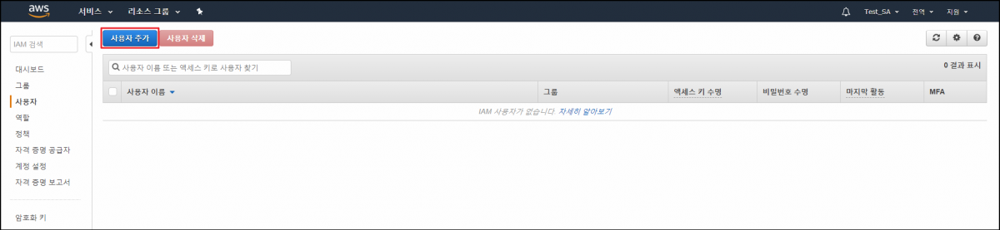 aws 서비스 리소스 그룹 Test_SA 전역 지원
IAM 검색 사용자 추가 사용자 삭제
사용자 이름 또는 액세스 키로 사용자 찾기 0 결과 표시
사용자 이름 그룹 액세스 키 수명 비밀번호 수명 마지막 활동 MFA
IAM 사용자가 없습니다. 자세히 알아보기
대시보드
그룹
사용자
역할
정책
자격 증명 공급자
계정 설정
자격 증명 보고서
암호화 키